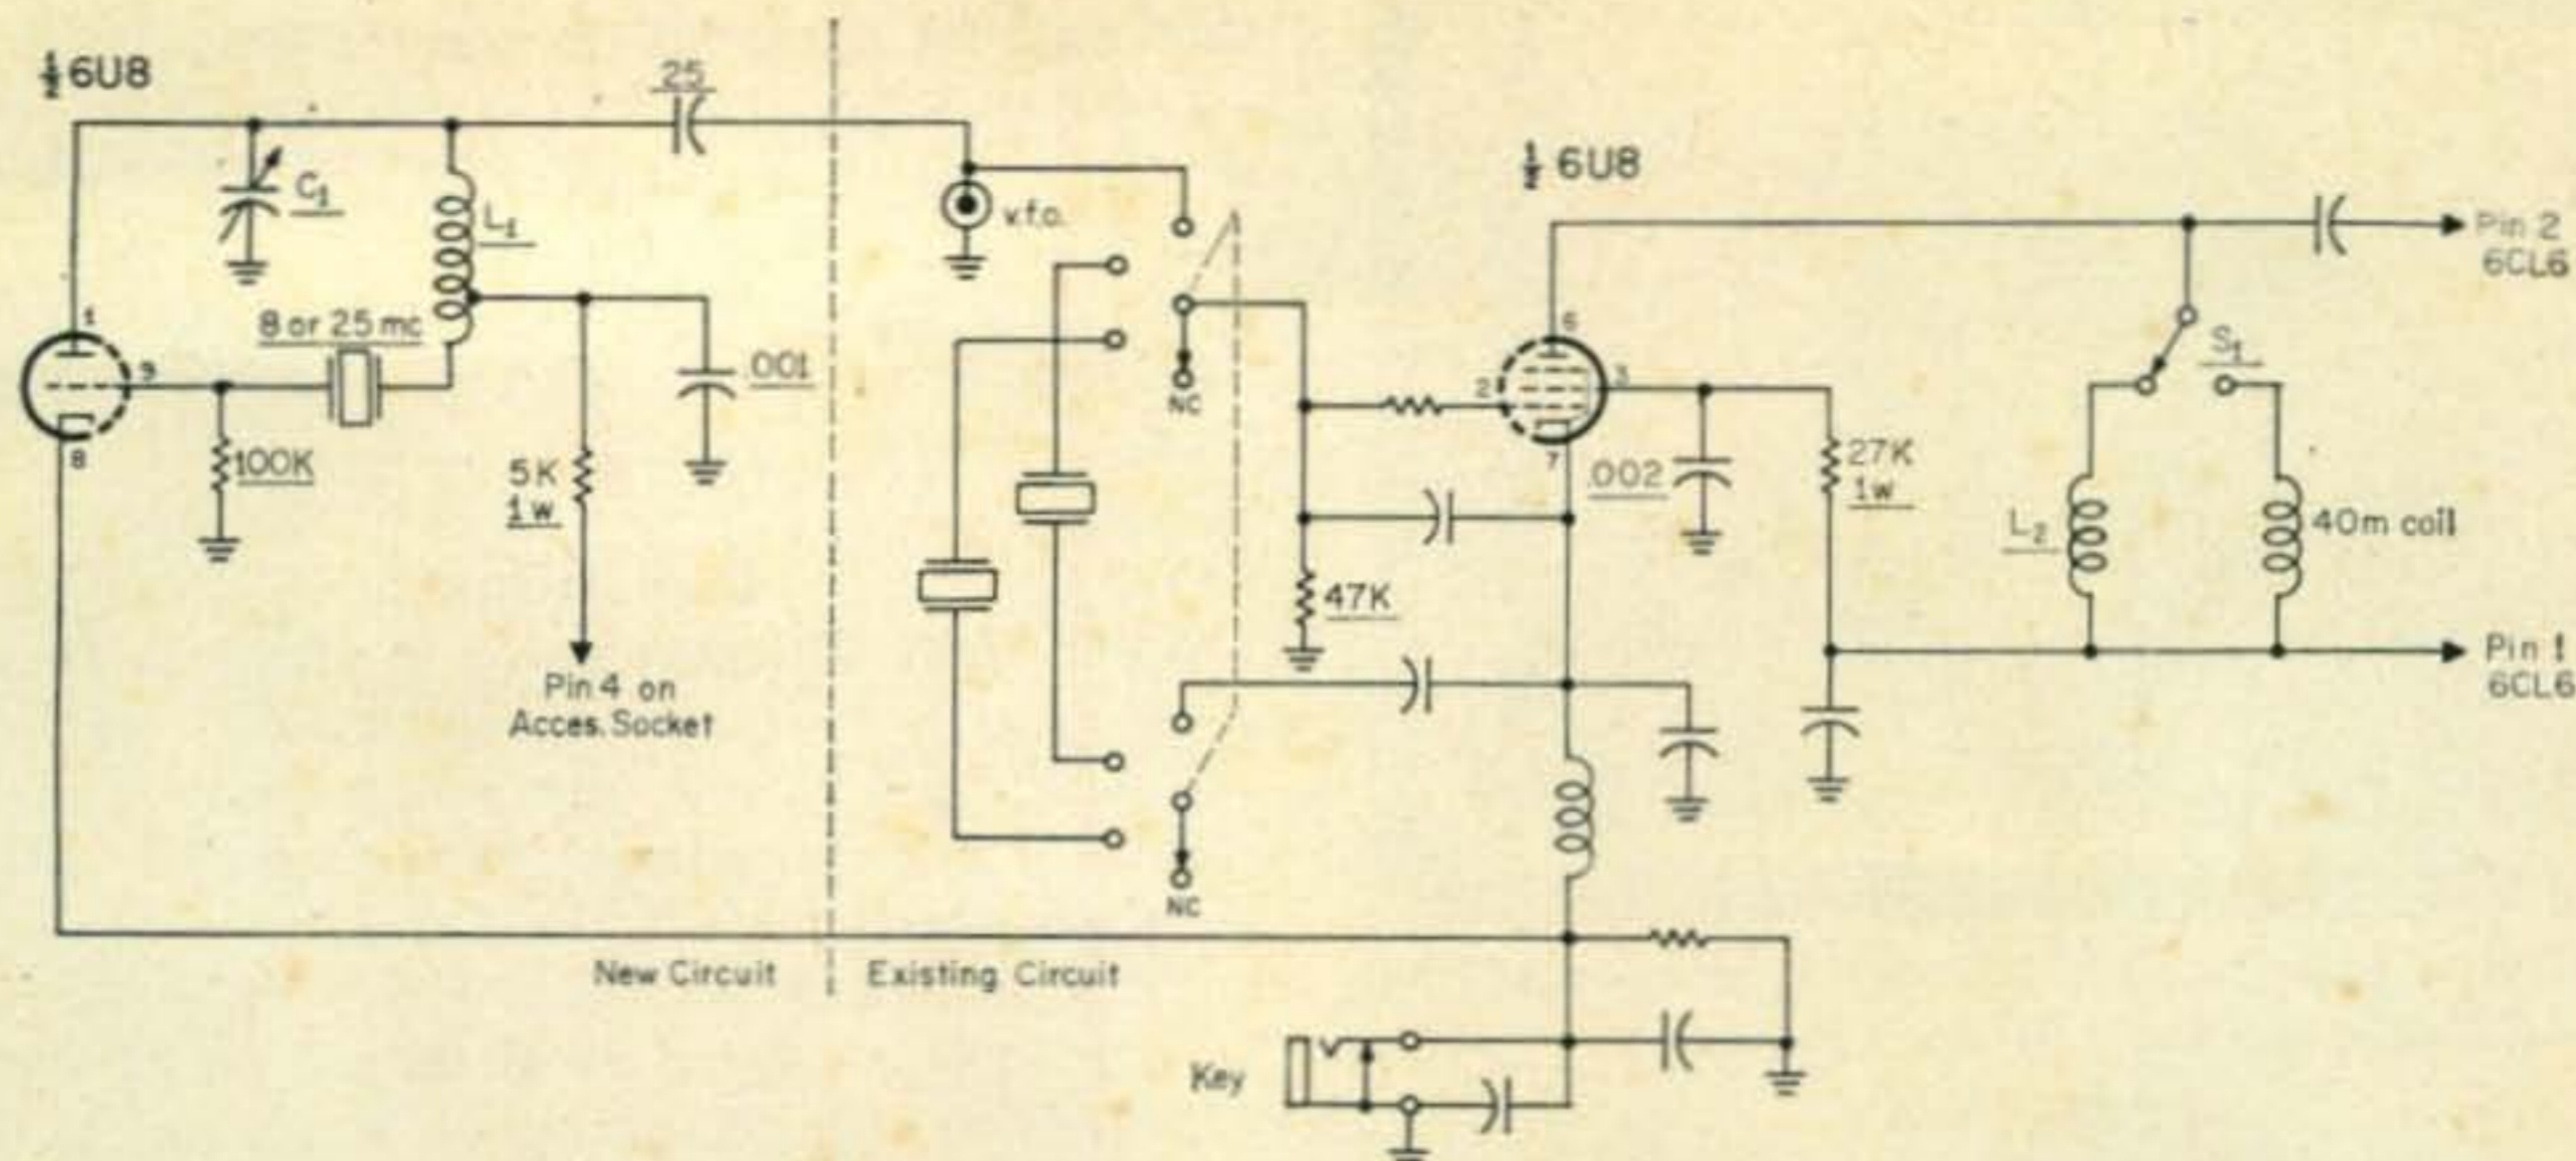 ½6U8
25
C1
L1
v.f.o.
½ 6U8
Pin 2
6CL6
1
8 or 25 mc
9
.001
NC
6
2
3
S1
8
100K
5K
1w
7
.002
27K
1w
L2
40m coil
47K
Pin 1
6CL6
Pin 4 on
Acces. Socket
NC
New Circuit
Existing Circuit
Key